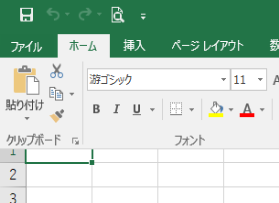 ファイル ホーム 挿入 ページ レイアウト
貼り付け
游ゴシック 11
B I U A
クリップボード フォント
1
2
3